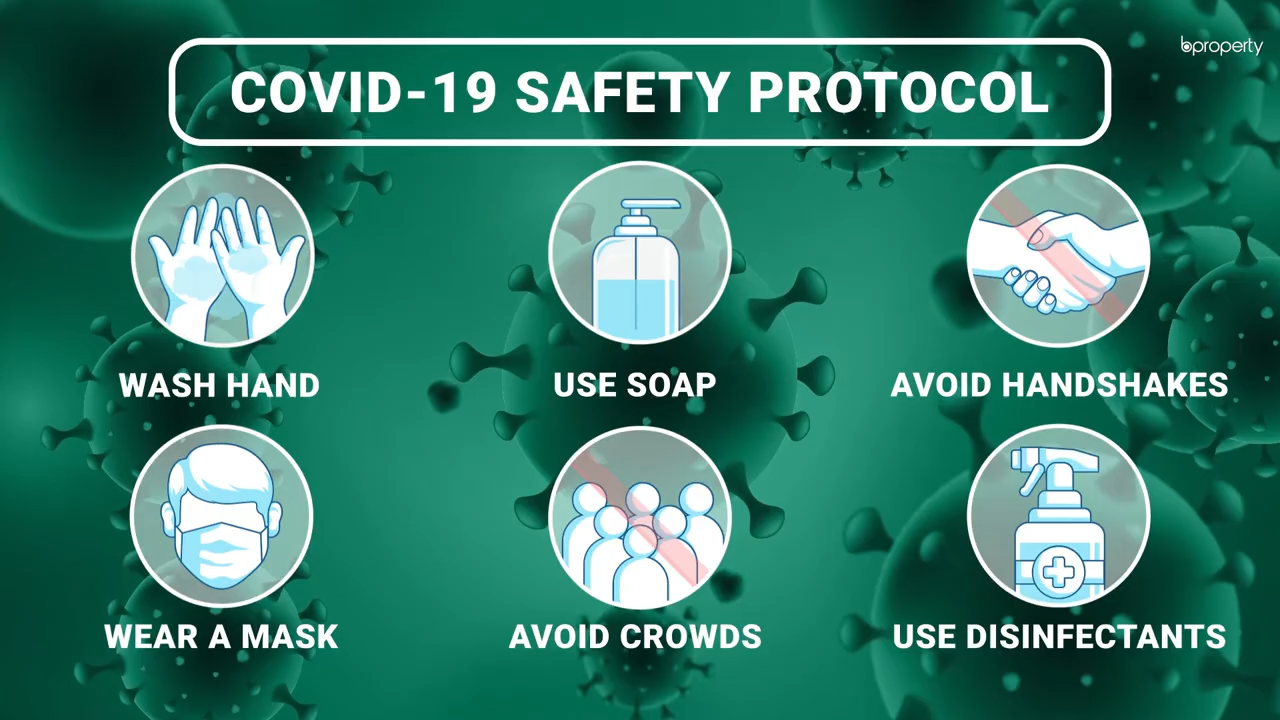 bproperty
COVID-19 SAFETY PROTOCOL
WASH HAND
USE SOAP
AVOID HANDSHAKES
WEAR A MASK
AVOID CROWDS
USE DISINFECTANTS